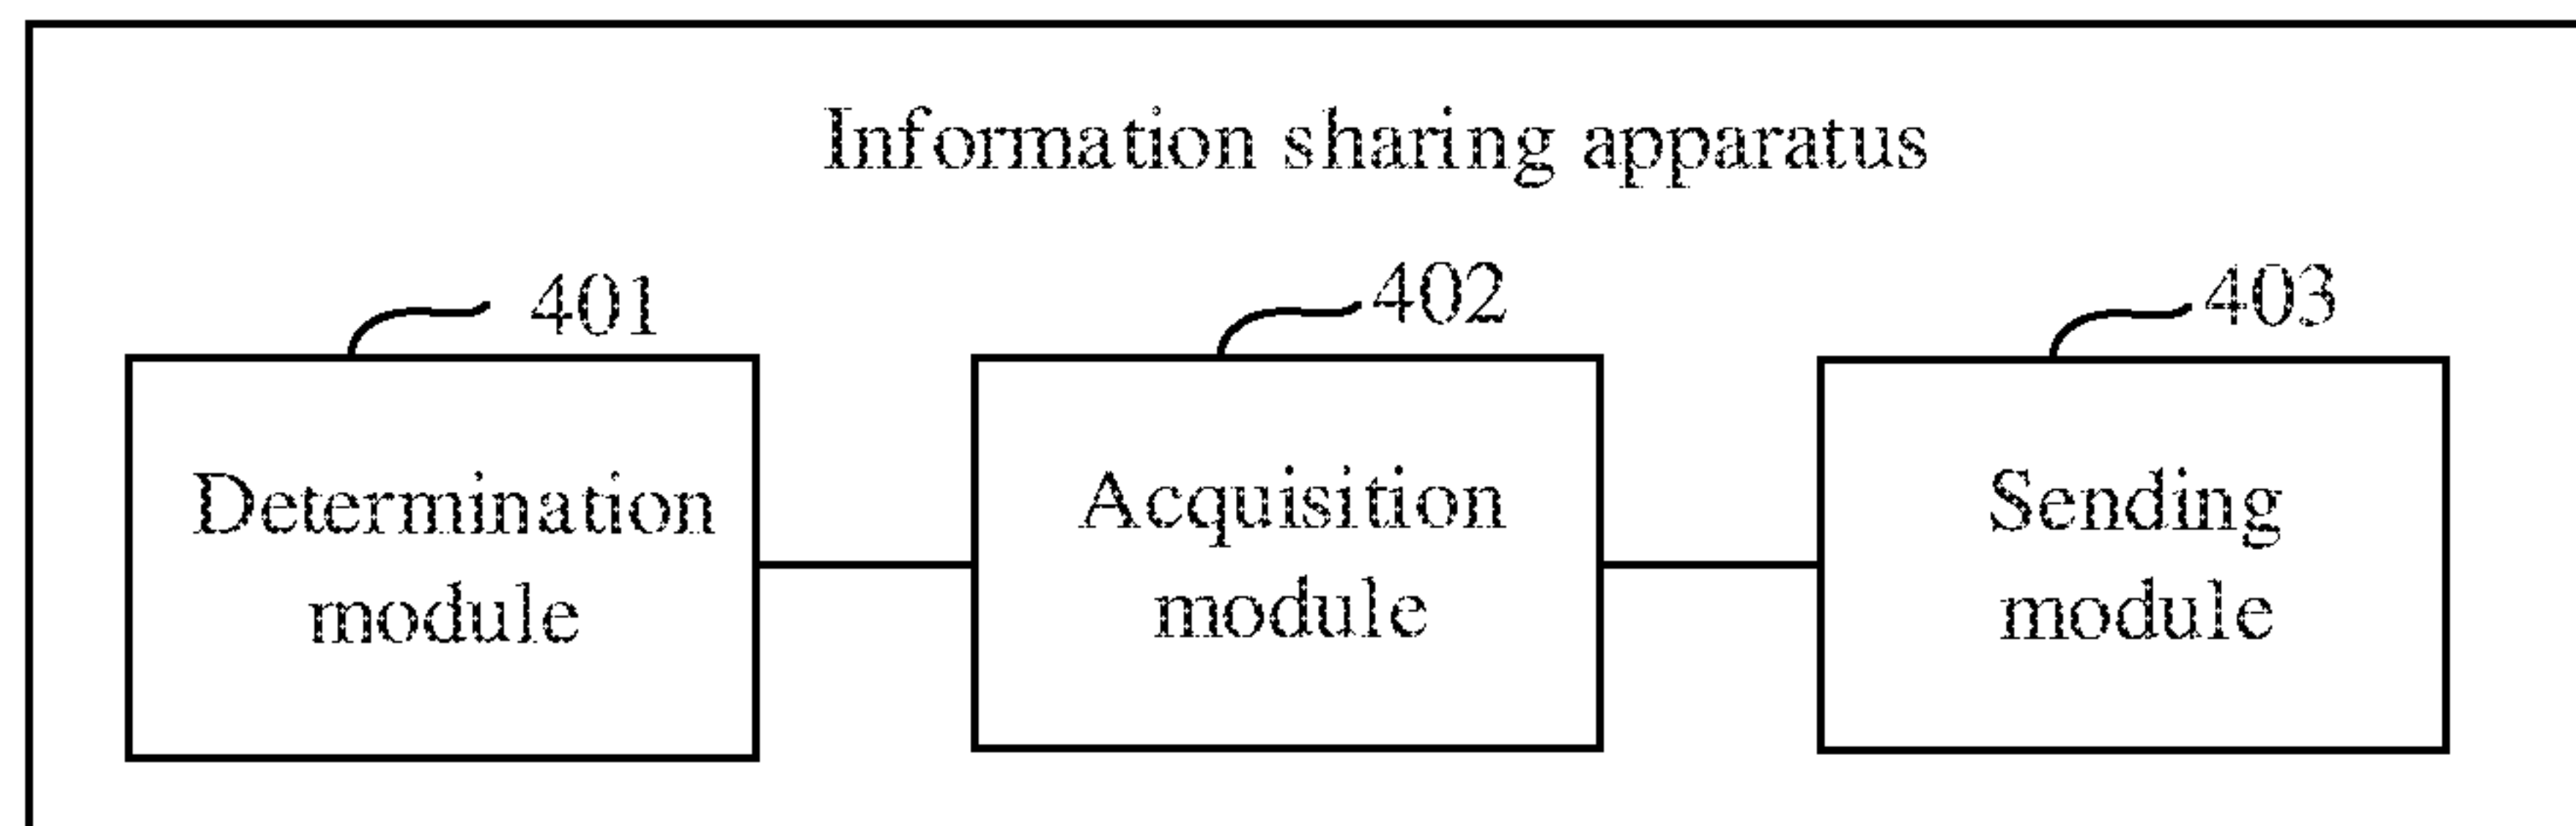 Information sharing apparatus
401
402
403
Determination
module
Acquisition
module
Sending
module